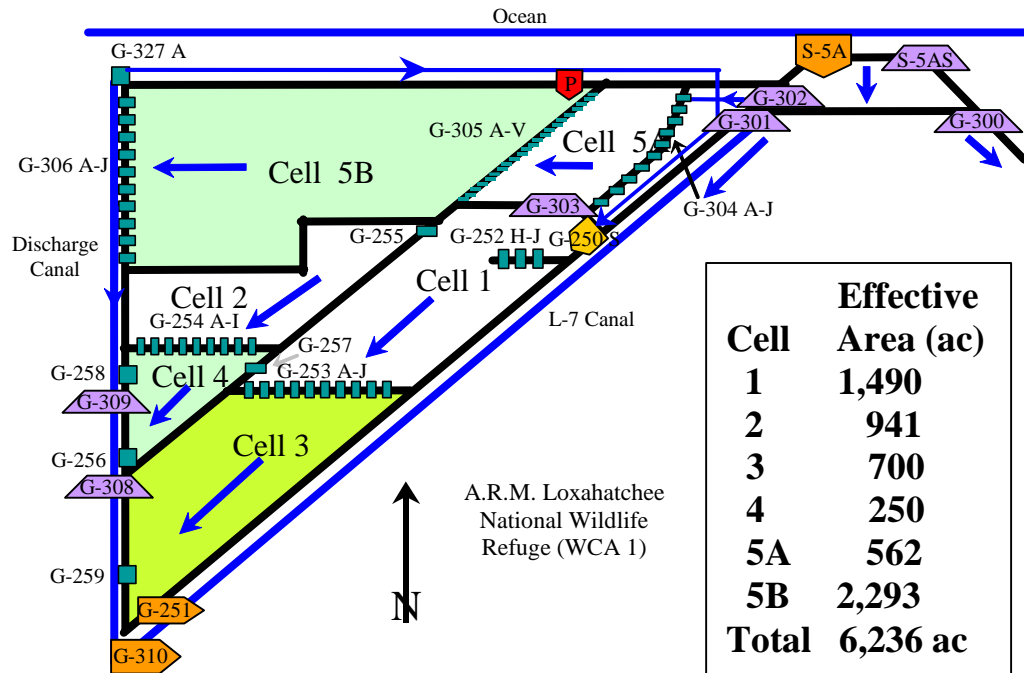 Ocean
G-327 A
S-5A
S-5AS
P
G-302
G-301
G-300
G-305 A-V
Cell 5A
G-306 A-J
Cell 5B
G-304 A-J
G-303
G-255
G-252 H-J
G-250 S
Discharge
Canal
Cell 2
Cell 1
L-7 Canal
G-254 A-I
G-257
G-258
Cell 4
G-253 A-J
G-309
Cell 3
G-256
G-308
A.R.M. Loxahatchee
National Wildlife
Refuge (WCA 1)
G-259
G-251
N
G-310
Effective
Cell Area (ac)
1 1,490
2 941
3 700
4 250
5A 562
5B 2,293
Total 6,236 ac